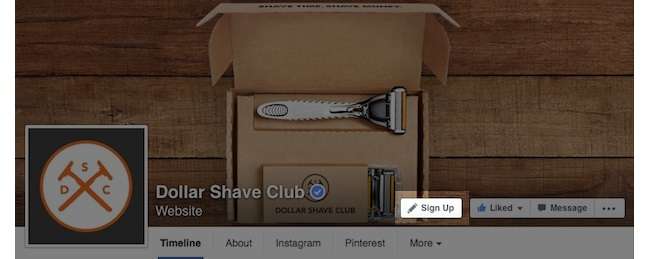 SHAVE TIME. SHAVE MONEY.
DOLLAR SHAVE CLUB
S
D C
Dollar Shave Club
Website
Sign Up
Liked
Message
Timeline
About
Instagram
Pinterest
More